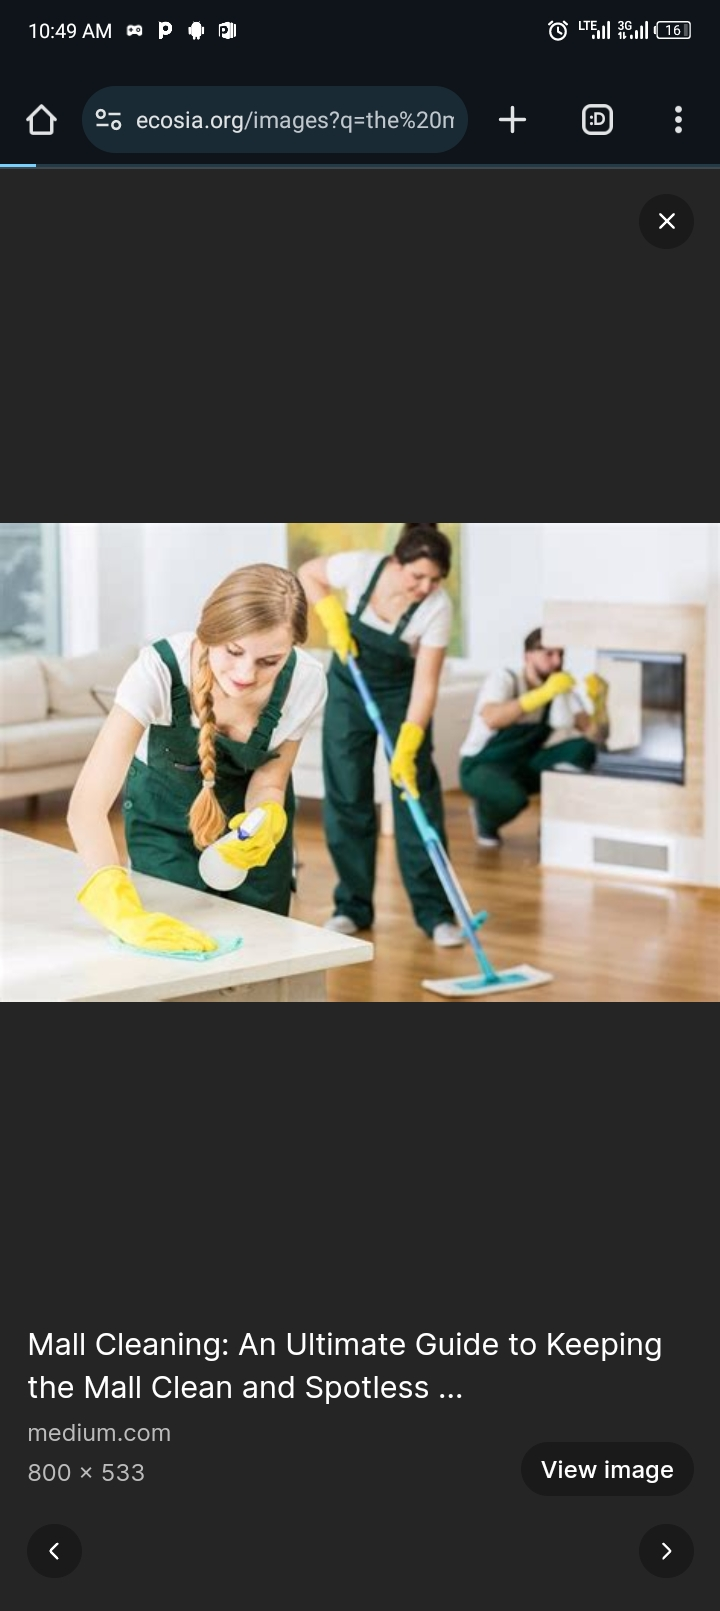 10:49 AM LTE 3G 16
ecosia.org/images?q=the%20m
:D
Mall Cleaning: An Ultimate Guide to Keeping
the Mall Clean and Spotless ...
medium.com
800 × 533
View image